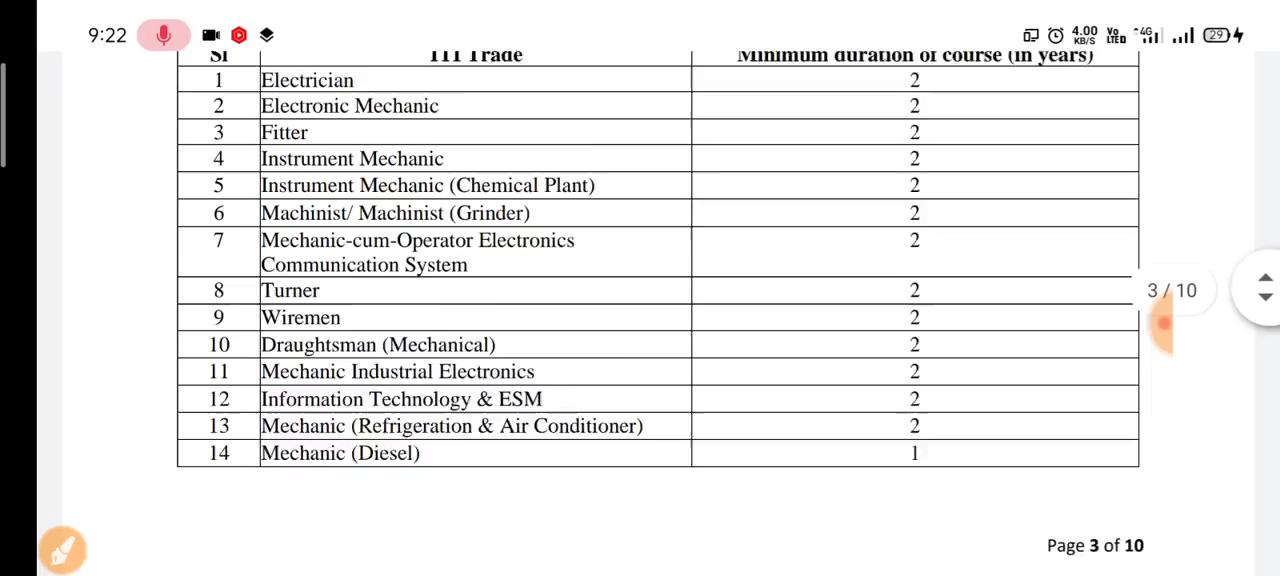 9:22 4.00 KB/S Vo LTE 4G 29
Sl ITI Trade Minimum duration of course (in years)
1 Electrician 2
2 Electronic Mechanic 2
3 Fitter 2
4 Instrument Mechanic 2
5 Instrument Mechanic (Chemical Plant) 2
6 Machinist/ Machinist (Grinder) 2
7 Mechanic-cum-Operator Electronics 2
Communication System
8 Turner 2
3 / 10
9 Wiremen 2
10 Draughtsman (Mechanical) 2
11 Mechanic Industrial Electronics 2
12 Information Technology & ESM 2
13 Mechanic (Refrigeration & Air Conditioner) 2
14 Mechanic (Diesel) 1
Page 3 of 10